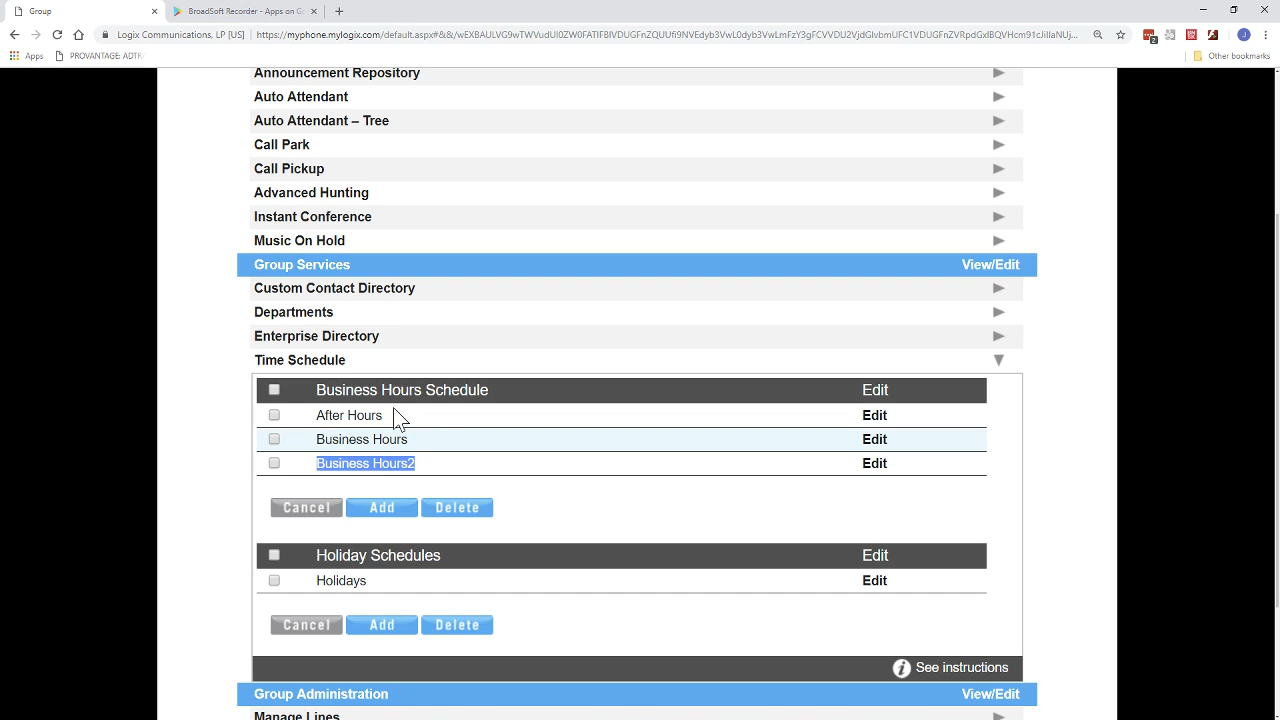 Group
BroadSoft Recorder - Apps on Go
Logix Communications, LP [US]
Apps
PROVANTAGE: ADTR
Other bookmarks
Announcement Repository
Auto Attendant
Auto Attendant – Tree
Call Park
Call Pickup
Advanced Hunting
Instant Conference
Music On Hold
Group Services View/Edit
Custom Contact Directory
Departments
Enterprise Directory
Time Schedule
Business Hours Schedule Edit
After Hours Edit
Business Hours Edit
Business Hours2 Edit
Cancel Add Delete
Holiday Schedules Edit
Holidays Edit
Cancel Add Delete
i See instructions
Group Administration View/Edit
Manage Lines